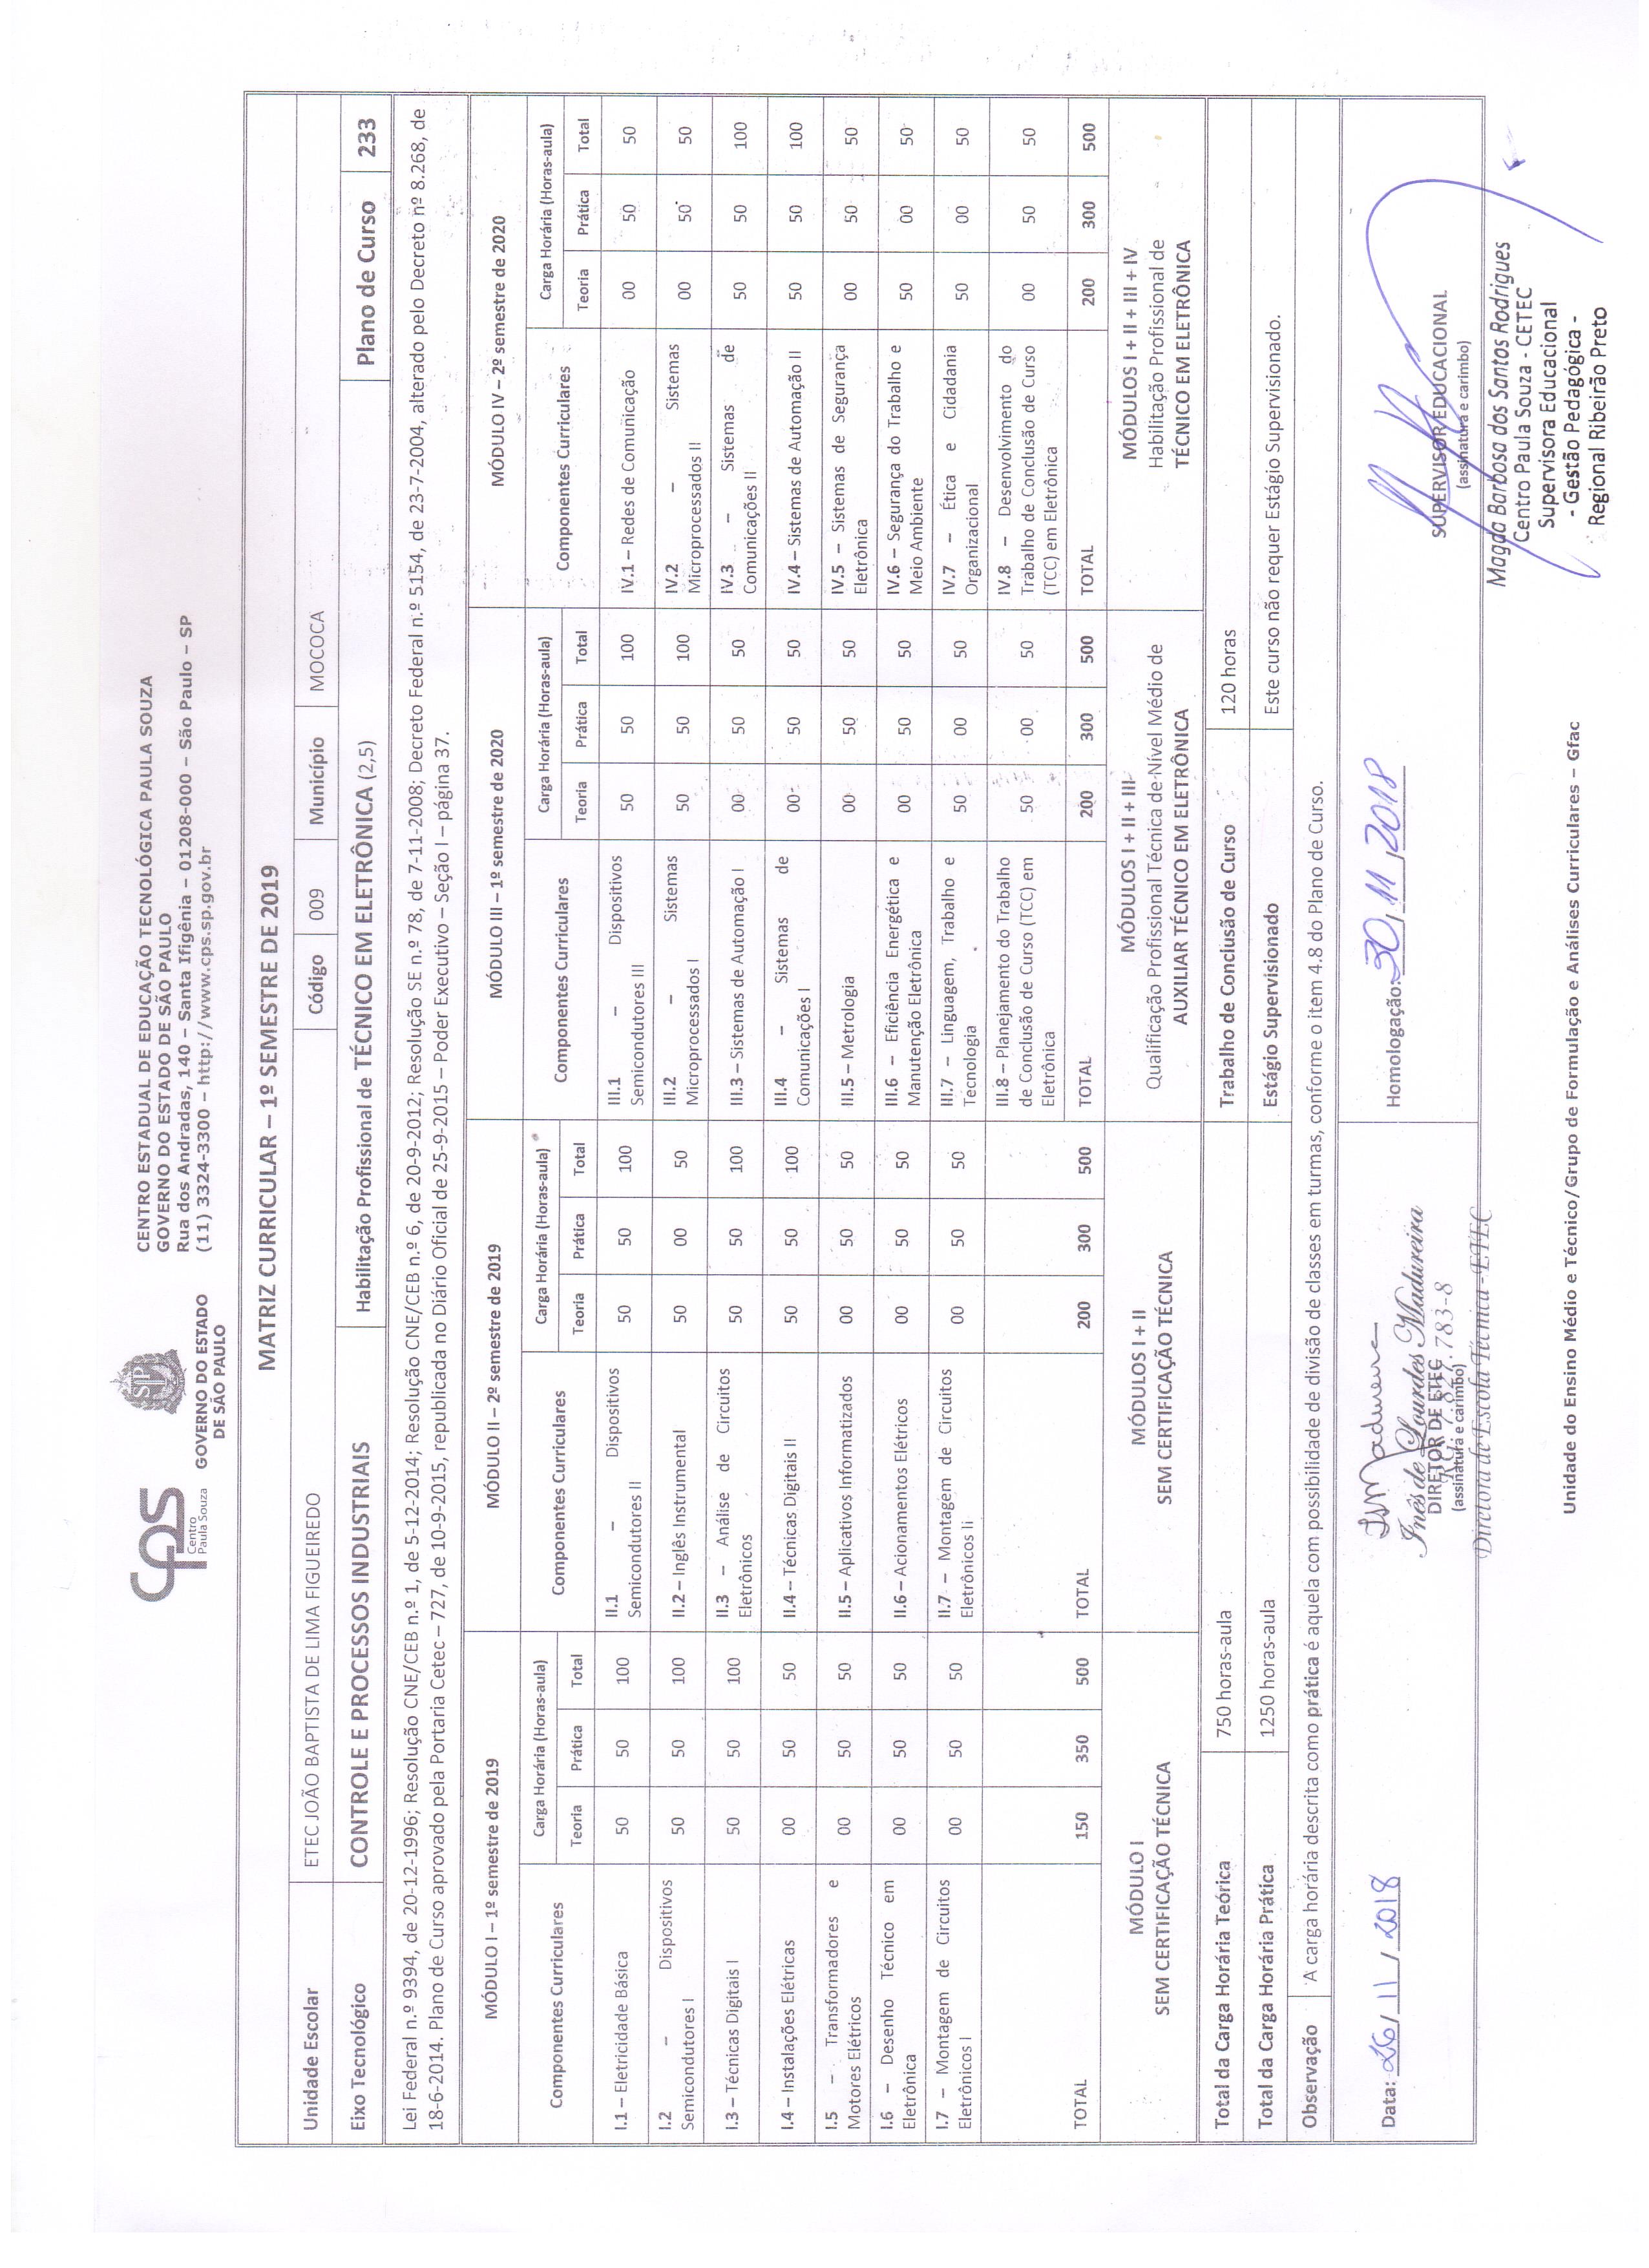 cps
Centro
Paula Souza
SP
GOVERNO DO ESTADO
DE SÃO PAULO
CENTRO ESTADUAL DE EDUCAÇÃO TECNOLÓGICA PAULA SOUZA
GOVERNO DO ESTADO DE SÃO PAULO
Rua dos Andradas, 140 – Santa Ifigênia – 01208-000 – São Paulo – SP
(11) 3324-3300 – http://www.cps.sp.gov.br
MATRIZ CURRICULAR – 1º SEMESTRE DE 2019
Unidade Escolar ETEC JOÃO BAPTISTA DE LIMA FIGUEIREDO Código 009 Município MOCOCA
Eixo Tecnológico CONTROLE E PROCESSOS INDUSTRIAIS Habilitação Profissional de TÉCNICO EM ELETRÔNICA (2,5) Plano de Curso 233
Lei Federal n.º 9394, de 20-12-1996; Resolução CNE/CEB n.º 1, de 5-12-2014; Resolução CNE/CEB n.º 6, de 20-9-2012; Resolução SE n.º 78, de 7-11-2008; Decreto Federal n.º 5154, de 23-7-2004, alterado pelo Decreto nº 8.268, de
18-6-2014. Plano de Curso aprovado pela Portaria Cetec – 727, de 10-9-2015, republicada no Diário Oficial de 25-9-2015 – Poder Executivo – Seção I – página 37.
MÓDULO I – 1º semestre de 2019
Componentes Curriculares
Carga Horária (Horas-aula)
Teoria Prática Total
I.1 – Eletricidade Básica 50 50 100
I.2 – Dispositivos
Semicondutores I 50 50 100
I.3 – Técnicas Digitais I 50 50 100
I.4 – Instalações Elétricas 00 50 50
I.5 – Transformadores e
Motores Elétricos 00 50 50
I.6 – Desenho Técnico em
Eletrônica 00 50 50
I.7 – Montagem de Circuitos
Eletrônicos I 00 50 50
TOTAL 150 350 500
MÓDULO II – 2º semestre de 2019
Componentes Curriculares
Carga Horária (Horas-aula)
Teoria Prática Total
II.1 – Dispositivos
Semicondutores II 50 50 100
II.2 – Inglês Instrumental 50 00 50
II.3 – Análise de Circuitos
Eletrônicos 50 50 100
II.4 – Técnicas Digitais II 50 50 100
II.5 – Aplicativos Informatizados 00 50 50
II.6 – Acionamentos Elétricos 00 50 50
II.7 – Montagem de Circuitos
Eletrônicos Ii 00 50 50
TOTAL 200 300 500
MÓDULO III – 1º semestre de 2020
Componentes Curriculares
Carga Horária (Horas-aula)
Teoria Prática Total
III.1 – Dispositivos
Semicondutores III 50 50 100
III.2 – Sistemas
Microprocessados I 50 50 100
III.3 – Sistemas de Automação I 00 50 50
III.4 – Sistemas de
Comunicações I 00 50 50
III.5 – Metrologia 00 50 50
III.6 – Eficiência Energética e
Manutenção Eletrônica 00 50 50
III.7 – Linguagem, Trabalho e
Tecnologia 50 00 50
III.8 – Planejamento do Trabalho
de Conclusão de Curso (TCC) em
Eletrônica 50 00 50
TOTAL 200 300 500
MÓDULO IV – 2º semestre de 2020
Componentes Curriculares
Carga Horária (Horas-aula)
Teoria Prática Total
IV.1 – Redes de Comunicação 00 50 50
IV.2 – Sistemas
Microprocessados II 00 50 50
IV.3 – Sistemas de
Comunicações II 50 50 100
IV.4 – Sistemas de Automação II 50 50 100
IV.5 – Sistemas de Segurança
Eletrônica 00 50 50
IV.6 – Segurança do Trabalho e
Meio Ambiente 50 00 50
IV.7 – Ética e Cidadania
Organizacional 50 00 50
IV.8 – Desenvolvimento do
Trabalho de Conclusão de Curso
(TCC) em Eletrônica 00 50 50
TOTAL 200 300 500
MÓDULO I
SEM CERTIFICAÇÃO TÉCNICA
MÓDULOS I + II
SEM CERTIFICAÇÃO TÉCNICA
MÓDULOS I + II + III
Qualificação Profissional Técnica de Nível Médio de
AUXILIAR TÉCNICO EM ELETRÔNICA
MÓDULOS I + II + III + IV
Habilitação Profissional de
TÉCNICO EM ELETRÔNICA
Total da Carga Horária Teórica 750 horas-aula Trabalho de Conclusão de Curso 120 horas
Total da Carga Horária Prática 1250 horas-aula Estágio Supervisionado Este curso não requer Estágio Supervisionado.
Observação A carga horária descrita como prática é aquela com possibilidade de divisão de classes em turmas, conforme o item 4.8 do Plano de Curso.
Data: 26/11/2018
Inês de Lourdes Madureira
DIRETOR DE ETEC
RG. 7.827.783-8
(assinatura e carimbo)
Diretora de Escola Técnica - ETEC
Homologação: 30/11/2018
SUPERVISOR EDUCACIONAL
(assinatura e carimbo)
Magda Barbosa dos Santos Rodrigues
Centro Paula Souza - CETEC
Supervisora Educacional
- Gestão Pedagógica -
Regional Ribeirão Preto
Unidade do Ensino Médio e Técnico/Grupo de Formulação e Análises Curriculares – Gfac